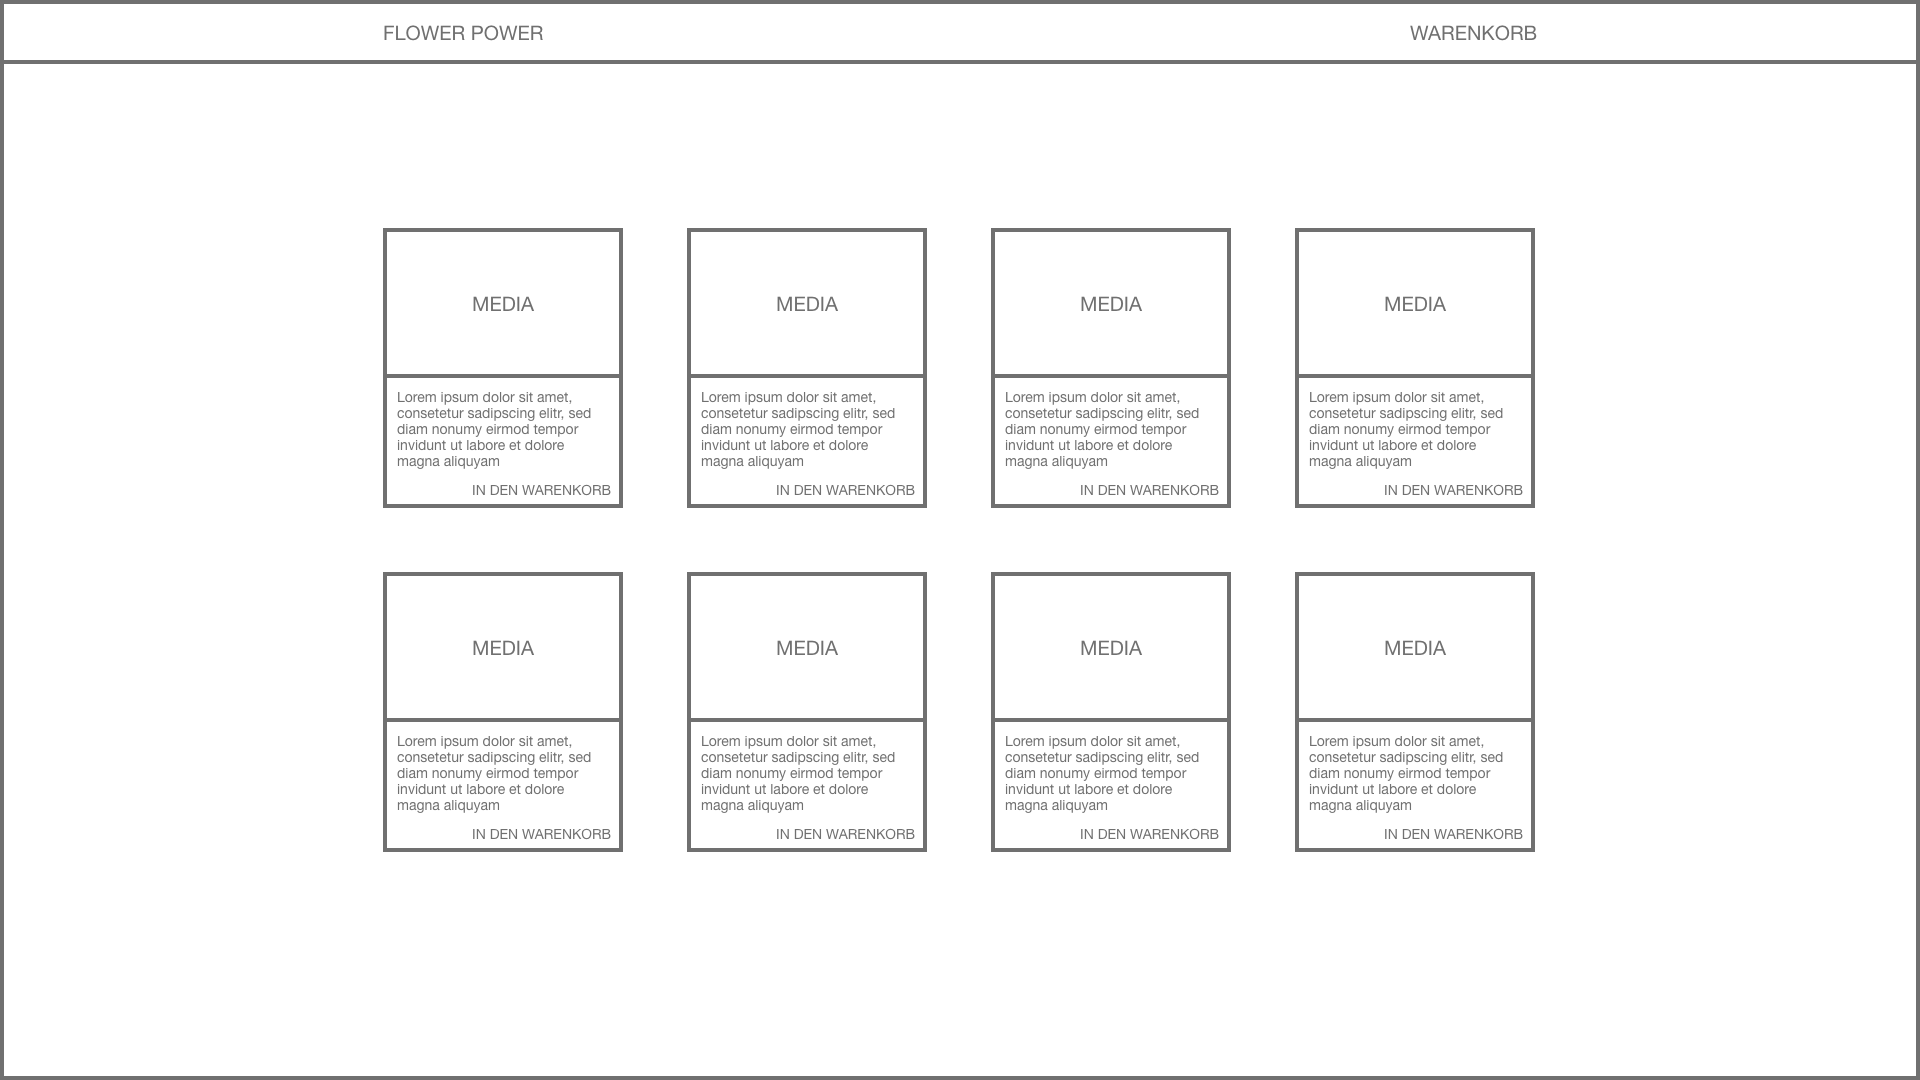 FLOWER POWER
WARENKORB
MEDIA
Lorem ipsum dolor sit amet,
consetetur sadipscing elitr, sed
diam nonumy eirmod tempor
invidunt ut labore et dolore
magna aliquyam
IN DEN WARENKORB
MEDIA
Lorem ipsum dolor sit amet,
consetetur sadipscing elitr, sed
diam nonumy eirmod tempor
invidunt ut labore et dolore
magna aliquyam
IN DEN WARENKORB
MEDIA
Lorem ipsum dolor sit amet,
consetetur sadipscing elitr, sed
diam nonumy eirmod tempor
invidunt ut labore et dolore
magna aliquyam
IN DEN WARENKORB
MEDIA
Lorem ipsum dolor sit amet,
consetetur sadipscing elitr, sed
diam nonumy eirmod tempor
invidunt ut labore et dolore
magna aliquyam
IN DEN WARENKORB
MEDIA
Lorem ipsum dolor sit amet,
consetetur sadipscing elitr, sed
diam nonumy eirmod tempor
invidunt ut labore et dolore
magna aliquyam
IN DEN WARENKORB
MEDIA
Lorem ipsum dolor sit amet,
consetetur sadipscing elitr, sed
diam nonumy eirmod tempor
invidunt ut labore et dolore
magna aliquyam
IN DEN WARENKORB
MEDIA
Lorem ipsum dolor sit amet,
consetetur sadipscing elitr, sed
diam nonumy eirmod tempor
invidunt ut labore et dolore
magna aliquyam
IN DEN WARENKORB
MEDIA
Lorem ipsum dolor sit amet,
consetetur sadipscing elitr, sed
diam nonumy eirmod tempor
invidunt ut labore et dolore
magna aliquyam
IN DEN WARENKORB